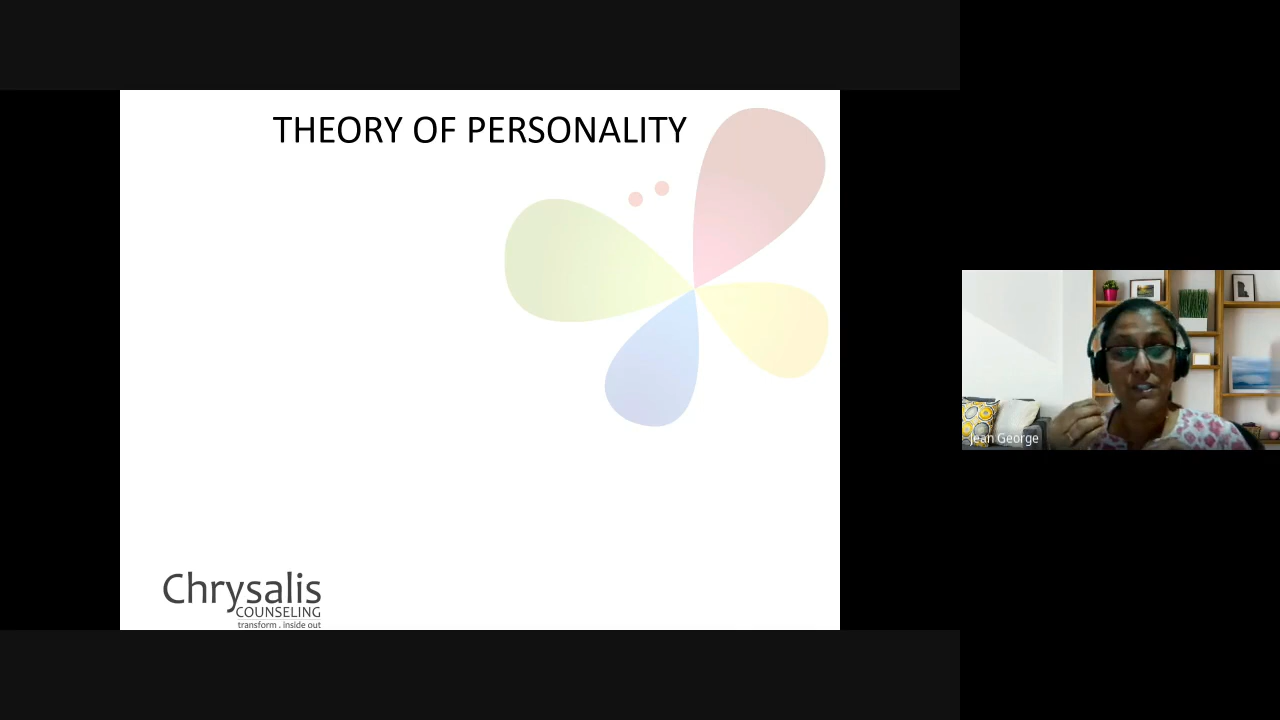 THEORY OF PERSONALITY
Jean George
Chrysalis
COUNSELING
transform . inside out